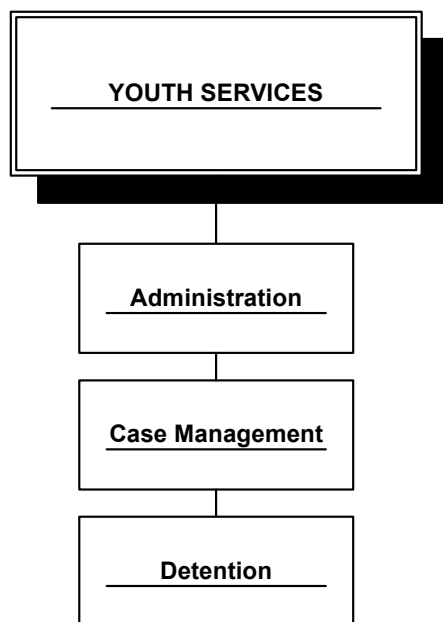 YOUTH SERVICES
Administration
Case Management
Detention